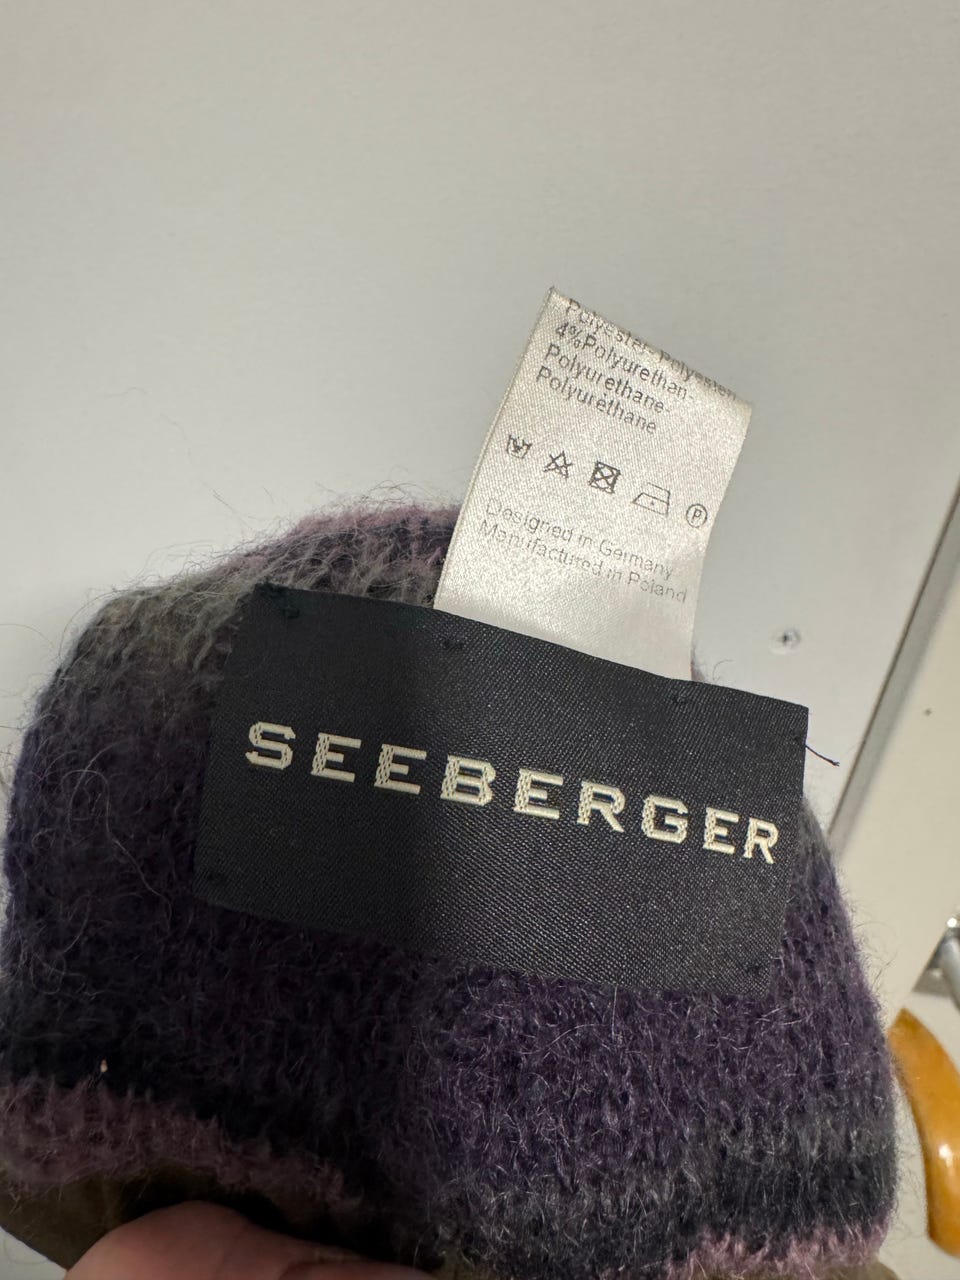 Polyester-Polyester-
4%Polyurethan-
Polyurethane-
Polyuréthane
P
Designed in Germany
Manufactured in Poland
SEEBERGER